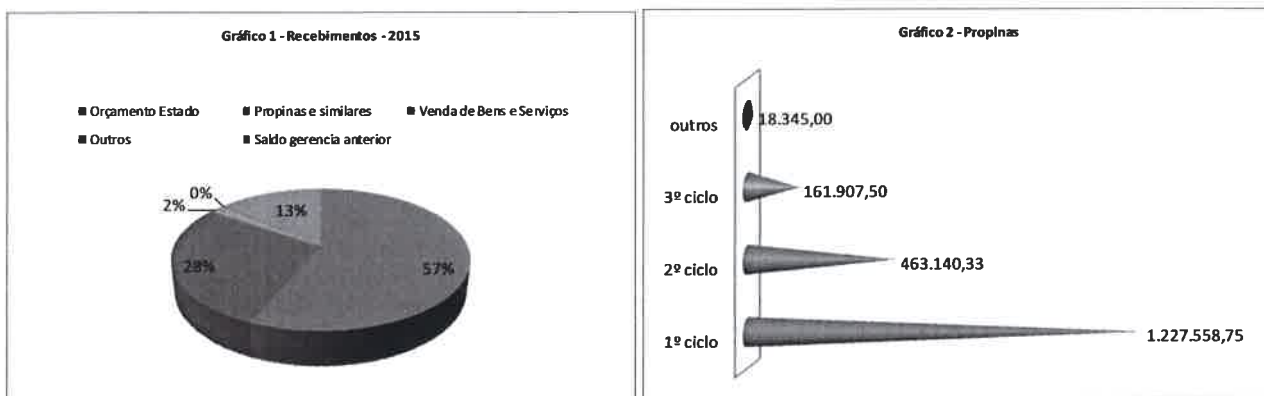 Gráfico 1 - Recebimentos - 2015
Orçamento Estado
Propinas e similares
Venda de Bens e Serviços
Outros
Saldo gerencia anterior
0%
2%
13%
28%
57%
Gráfico 2 - Propinas
outros
18.345,00
3º ciclo
161.907,50
2º ciclo
463.140,33
1º ciclo
1.227.558,75